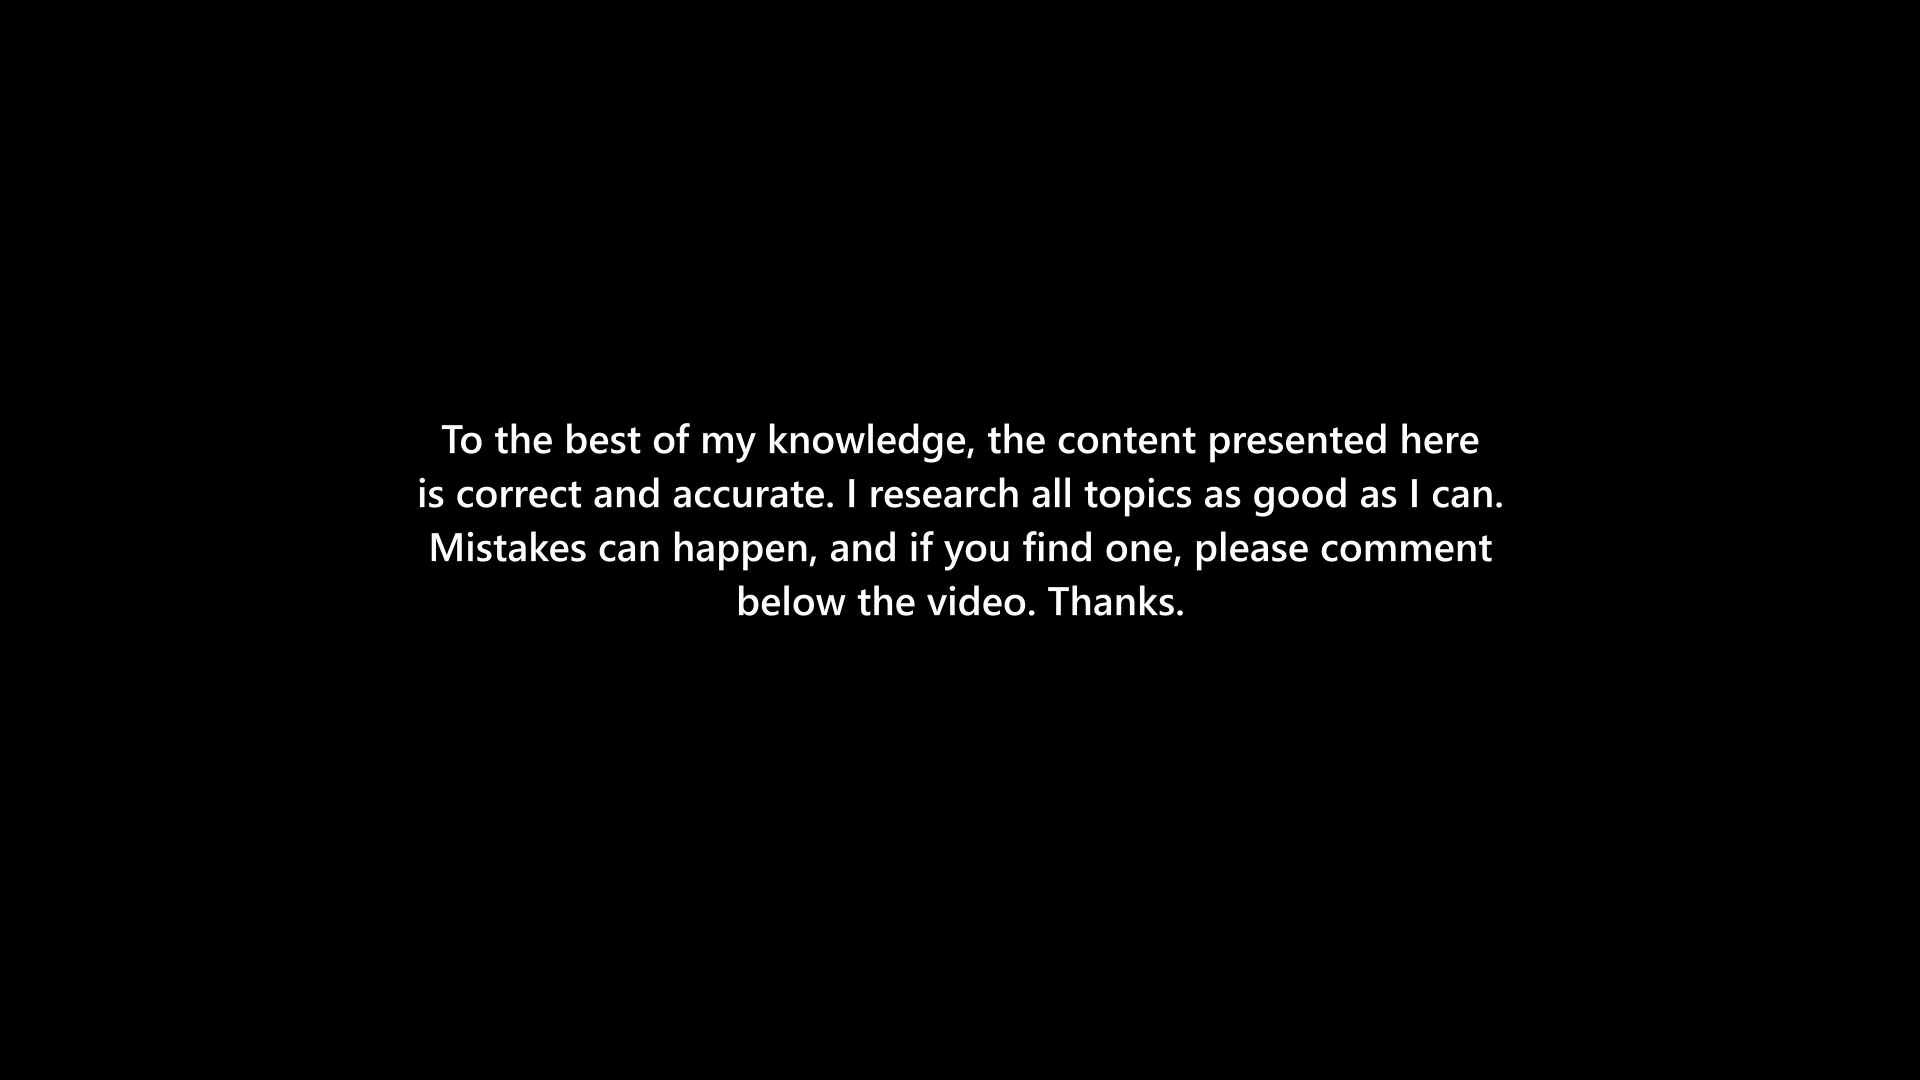 To the best of my knowledge, the content presented here
is correct and accurate. I research all topics as good as I can.
Mistakes can happen, and if you find one, please comment
below the video. Thanks.